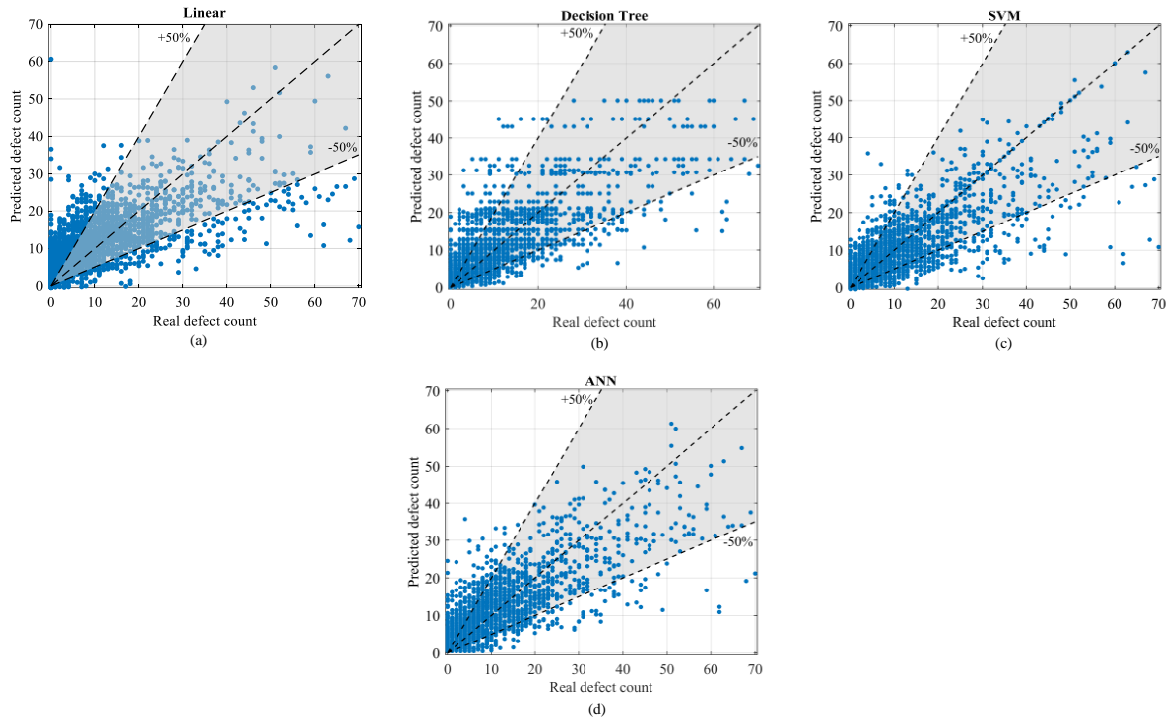 Linear
70
60
50
40
30
20
10
0
Predicted defect count
+50%
-50%
0 10 20 30 40 50 60 70
Real defect count
(a)
Decision Tree
70
60
50
40
30
20
10
0
Predicted defect count
+50%
-50%
0 20 40 60
Real defect count
(b)
SVM
70
60
50
40
30
20
10
0
Predicted defect count
+50%
-50%
0 10 20 30 40 50 60 70
Real defect count
(c)
ANN
70
60
50
40
30
20
10
0
Predicted defect count
+50%
-50%
0 10 20 30 40 50 60 70
Real defect count
(d)